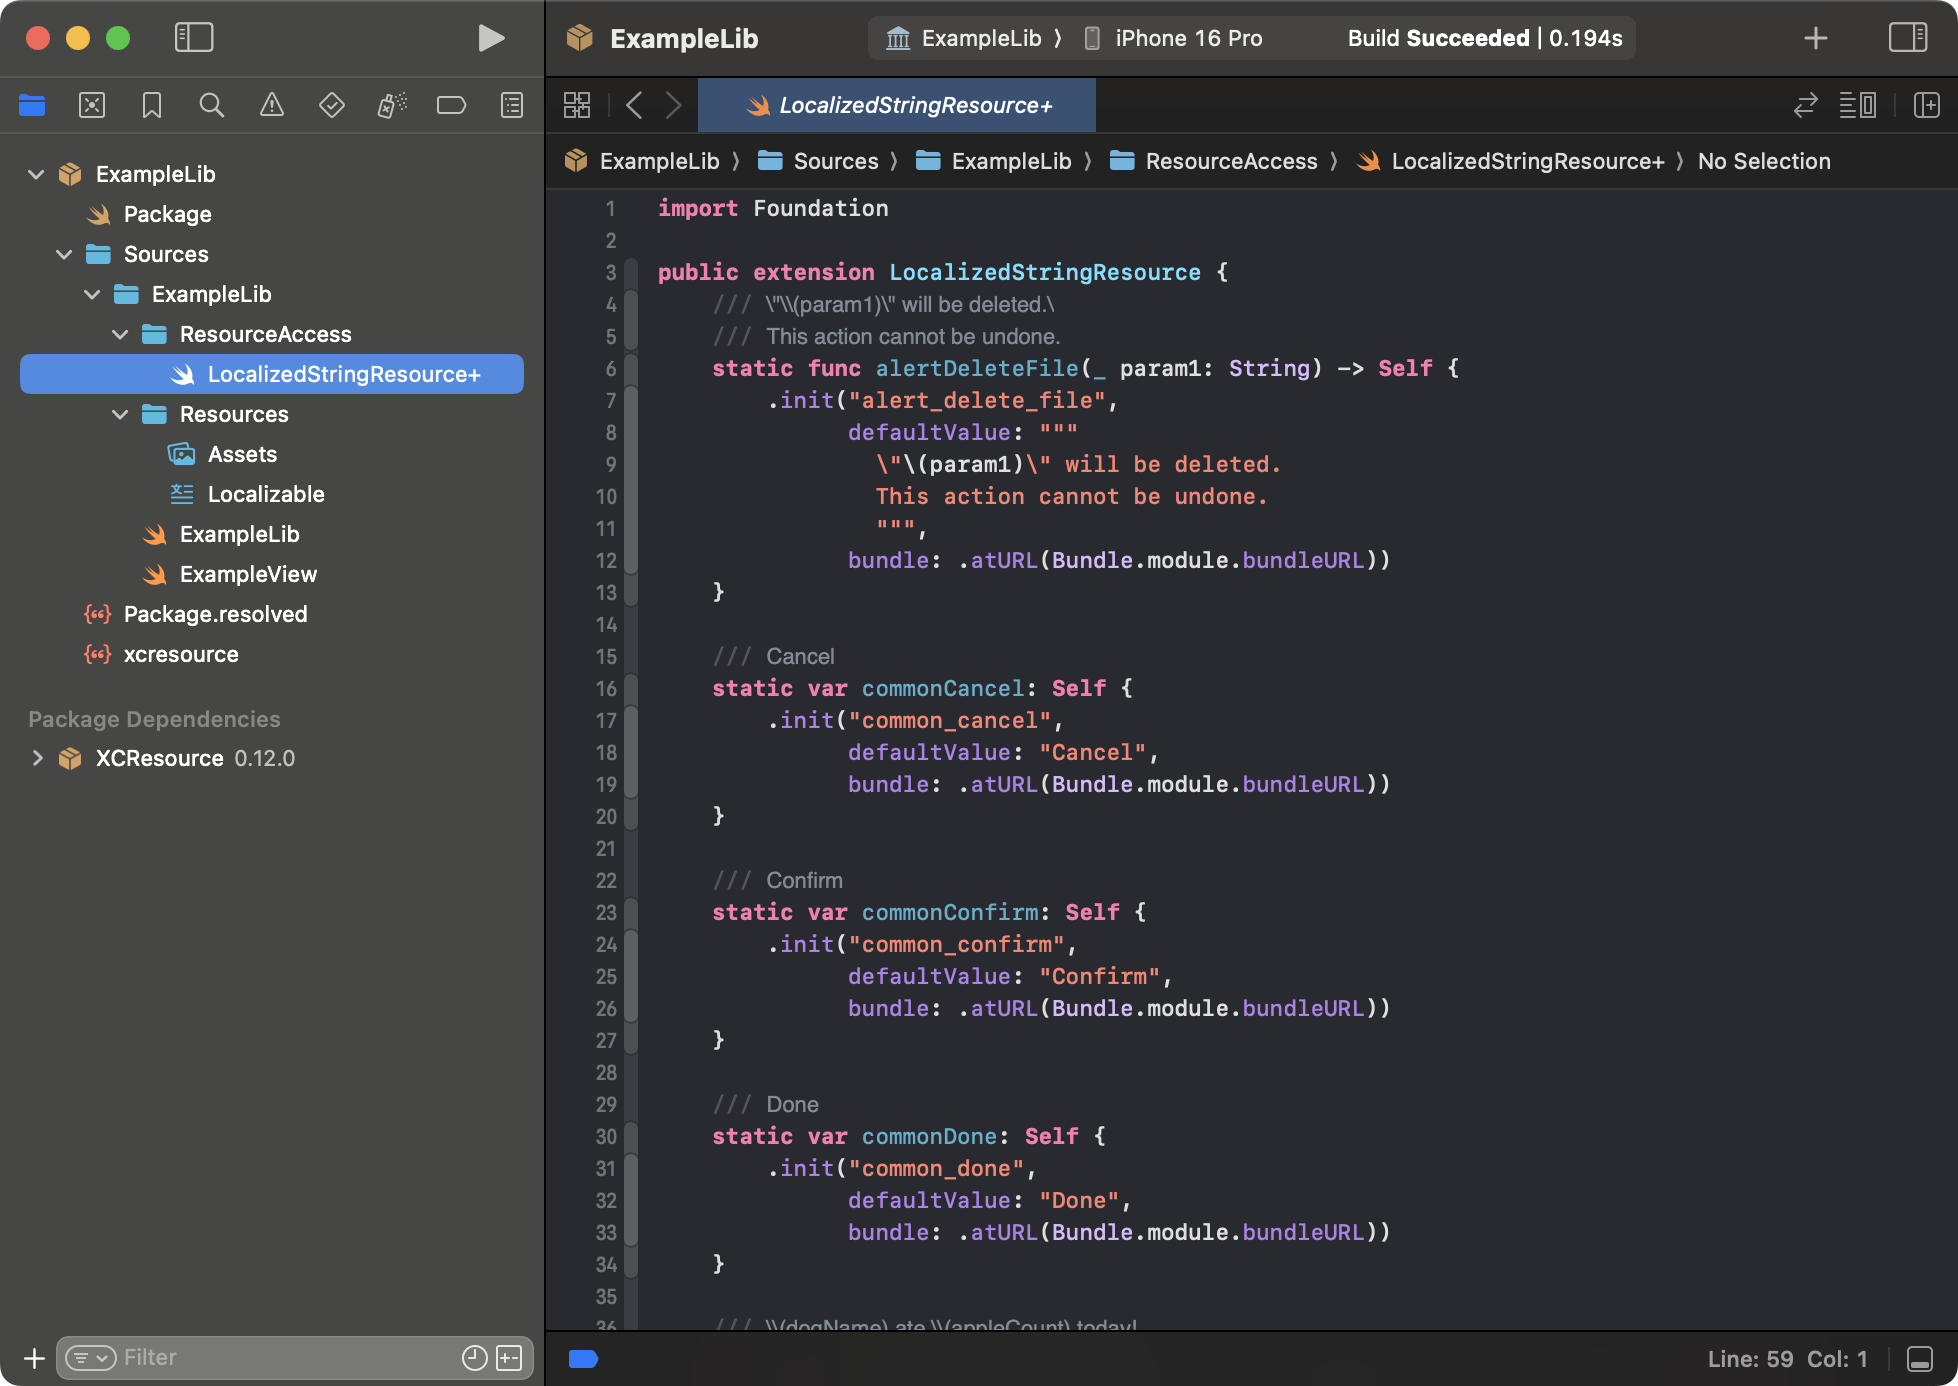 ExampleLib
ExampleLib ⟩ iPhone 16 Pro
Build Succeeded | 0.194s
LocalizedStringResource+
ExampleLib ⟩ Sources ⟩ ExampleLib ⟩ ResourceAccess ⟩ LocalizedStringResource+ ⟩ No Selection
ExampleLib
Package
Sources
ExampleLib
ResourceAccess
LocalizedStringResource+
Resources
Assets
Localizable
ExampleLib
ExampleView
Package.resolved
xcresource
Package Dependencies
XCResource 0.12.0
Filter
1 import Foundation
2
3 public extension LocalizedStringResource {
4     /// \"\\(param1)\" will be deleted.\
5     /// This action cannot be undone.
6     static func alertDeleteFile(_ param1: String) -> Self {
7         .init("alert_delete_file",
8               defaultValue: """
9                 \"\(param1)\" will be deleted.
10                 This action cannot be undone.
11                 """,
12               bundle: .atURL(Bundle.module.bundleURL))
13     }
14
15     /// Cancel
16     static var commonCancel: Self {
17         .init("common_cancel",
18               defaultValue: "Cancel",
19               bundle: .atURL(Bundle.module.bundleURL))
20     }
21
22     /// Confirm
23     static var commonConfirm: Self {
24         .init("common_confirm",
25               defaultValue: "Confirm",
26               bundle: .atURL(Bundle.module.bundleURL))
27     }
28
29     /// Done
30     static var commonDone: Self {
31         .init("common_done",
32               defaultValue: "Done",
33               bundle: .atURL(Bundle.module.bundleURL))
34     }
35
36     /// \\(dogName) ate \\(appleCount) today!
Line: 59 Col: 1